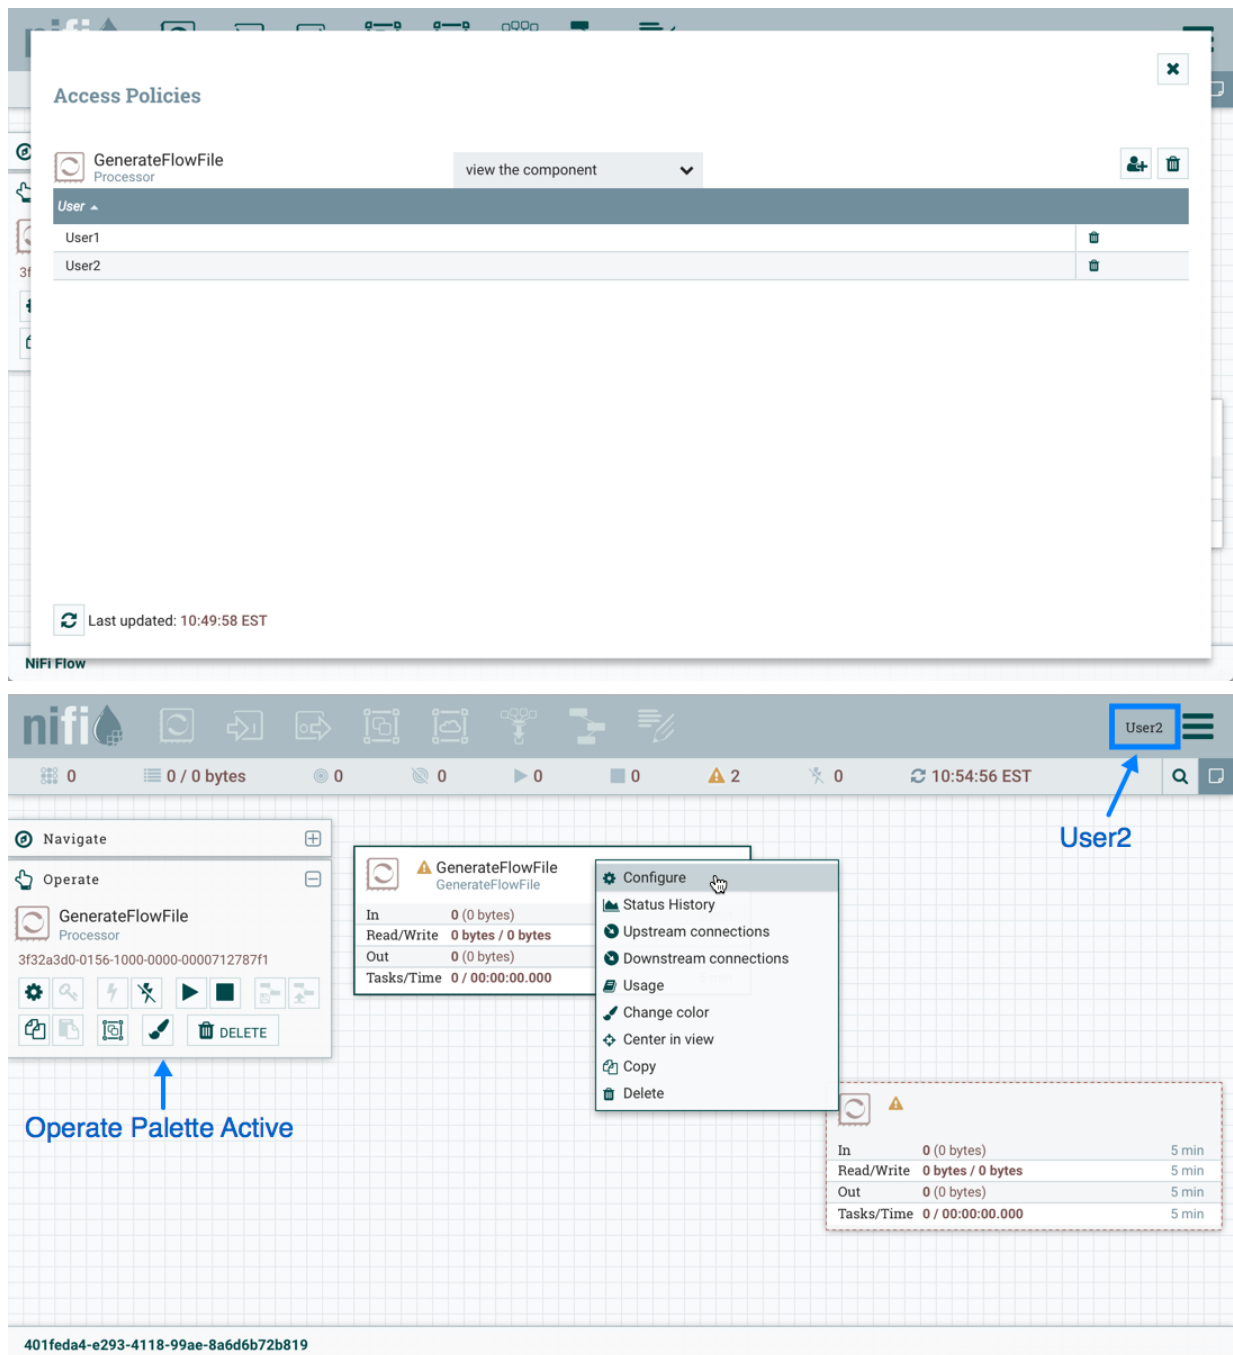 nifi
Access Policies
GenerateFlowFile
Processor
view the component
User
User1
User2
3f
Last updated: 10:49:58 EST
NiFi Flow
nifi
User2
0 0 / 0 bytes 0 0 0 0 2 0 10:54:56 EST
User2
Navigate
Operate
GenerateFlowFile
Processor
3f32a3d0-0156-1000-0000-0000712787f1
DELETE
Operate Palette Active
GenerateFlowFile
GenerateFlowFile
In 0 (0 bytes)
Read/Write 0 bytes / 0 bytes
Out 0 (0 bytes)
Tasks/Time 0 / 00:00:00.000
Configure
Status History
Upstream connections
Downstream connections
Usage
Change color
Center in view
Copy
Delete
In 0 (0 bytes) 5 min
Read/Write 0 bytes / 0 bytes 5 min
Out 0 (0 bytes) 5 min
Tasks/Time 0 / 00:00:00.000 5 min
401feda4-e293-4118-99ae-8a6d6b72b819